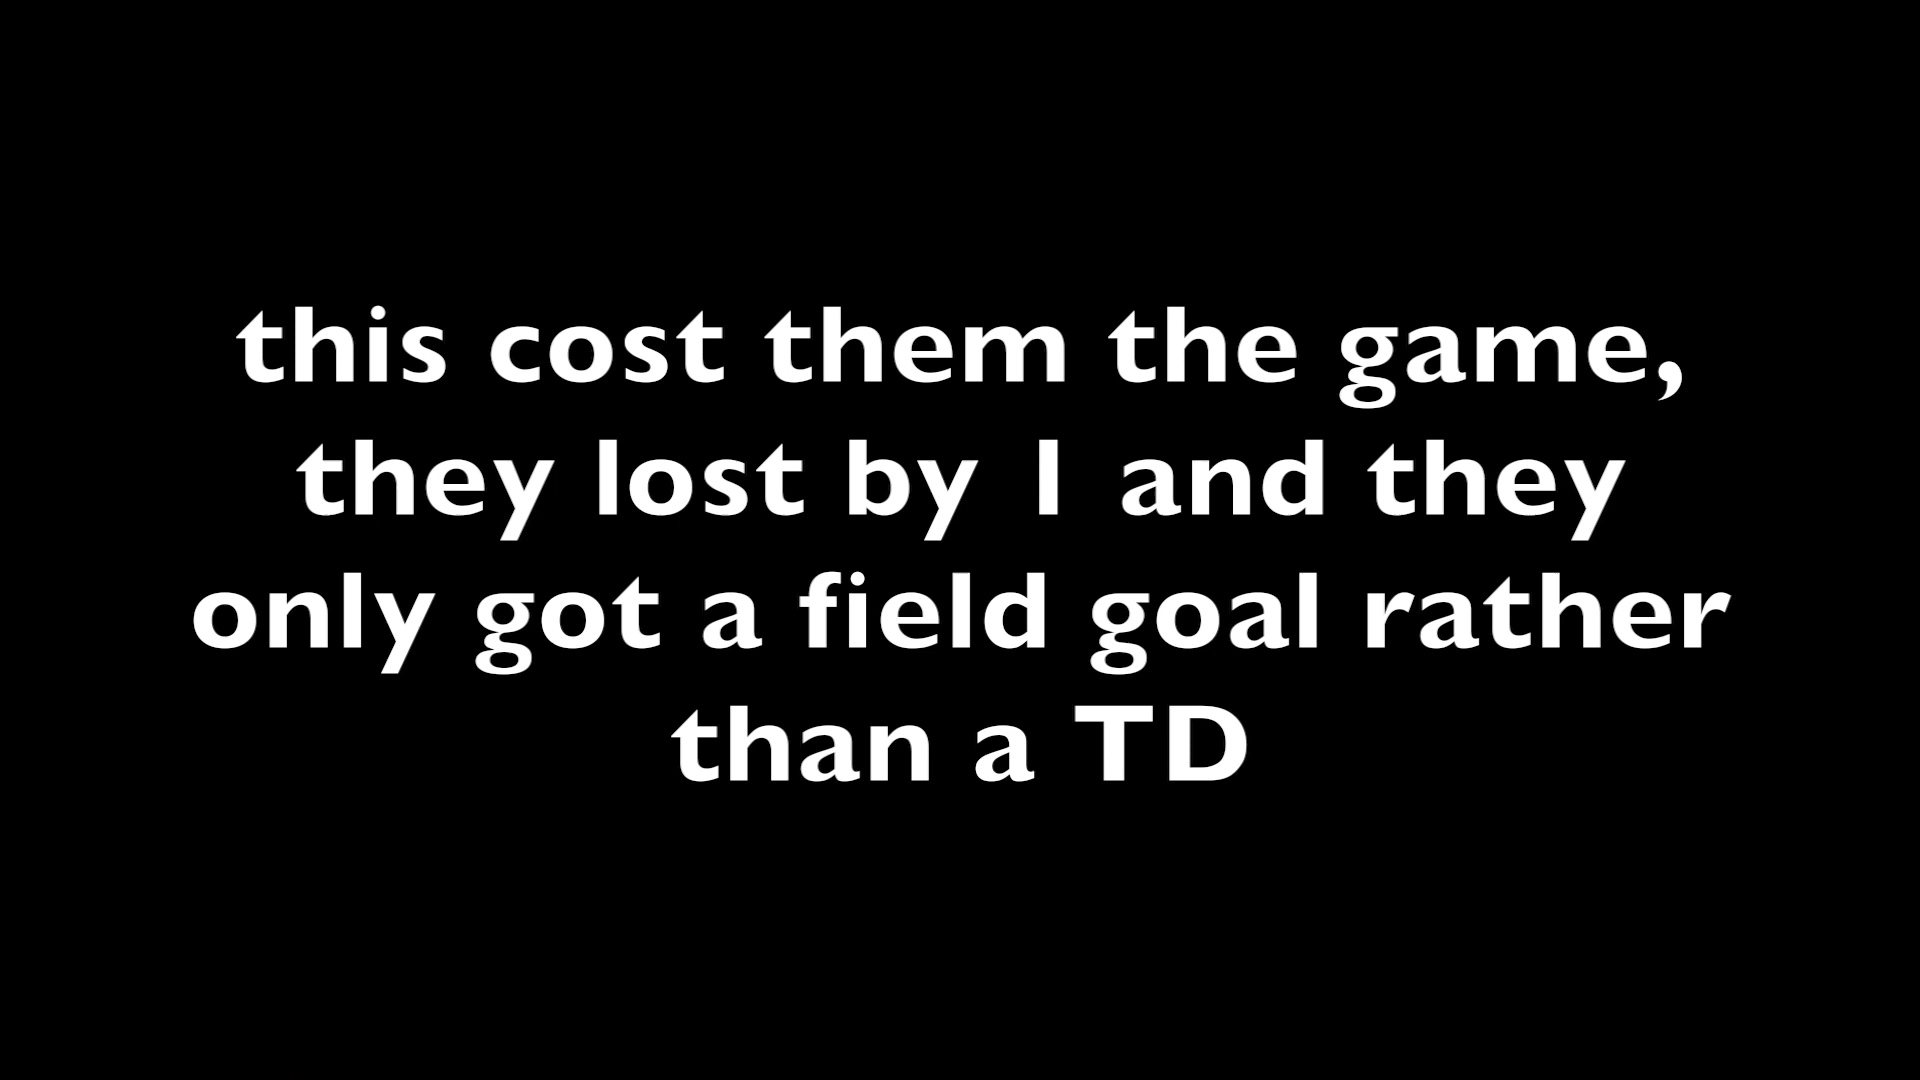 this cost them the game,
they lost by 1 and they
only got a field goal rather
than a TD